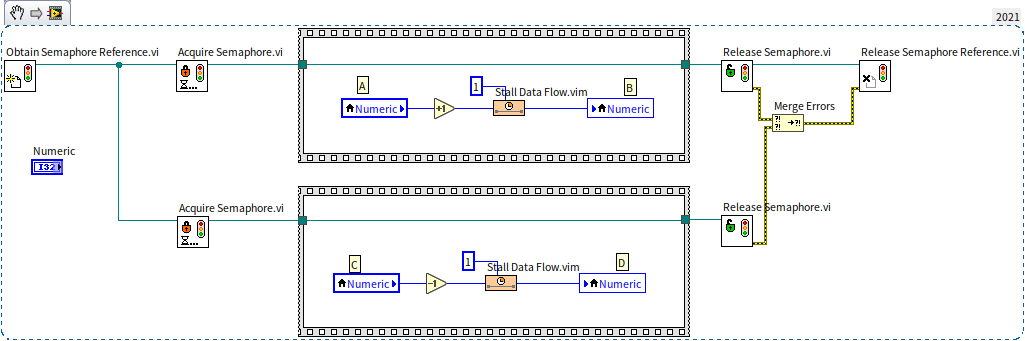 2021
Obtain Semaphore Reference.vi
Acquire Semaphore.vi
Release Semaphore.vi
Release Semaphore Reference.vi
A
1
Stall Data Flow.vim
B
Numeric
+1
Numeric
Merge Errors
?!
?!
→?!
Numeric
I32
Acquire Semaphore.vi
Release Semaphore.vi
C
1
Stall Data Flow.vim
D
Numeric
-1
Numeric